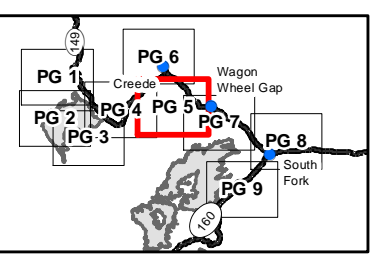 149
PG 6
Wagon
Wheel Gap
PG 1
Creede
PG 2
PG 4
PG 5
PG 3
PG 7
PG 8
South
Fork
PG 9
160